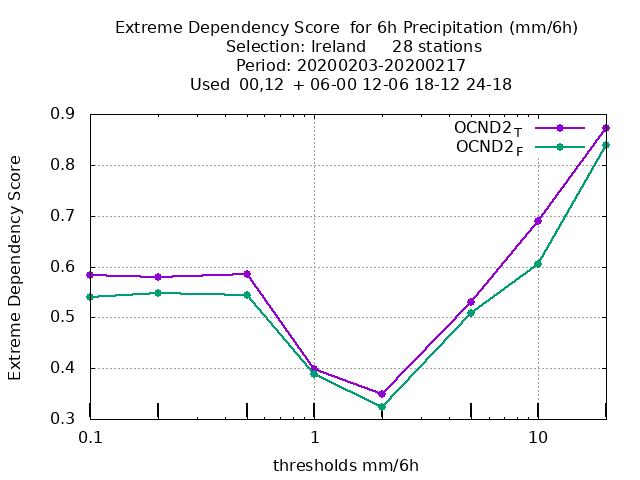 Extreme Dependency Score  for 6h Precipitation (mm/6h)
Selection: Ireland     28 stations
Period: 20200203-20200217
Used  00,12  + 06-00 12-06 18-12 24-18
OCND2T
OCND2F
Extreme Dependency Score
0.9
0.8
0.7
0.6
0.5
0.4
0.3
0.1 1 10
thresholds mm/6h